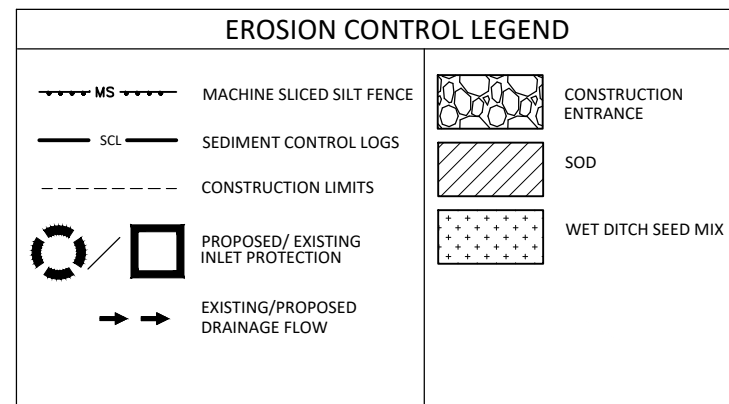 EROSION CONTROL LEGEND
MS
MACHINE SLICED SILT FENCE
SCL
SEDIMENT CONTROL LOGS
CONSTRUCTION LIMITS
PROPOSED/ EXISTING
INLET PROTECTION
EXISTING/PROPOSED
DRAINAGE FLOW
CONSTRUCTION
ENTRANCE
SOD
WET DITCH SEED MIX